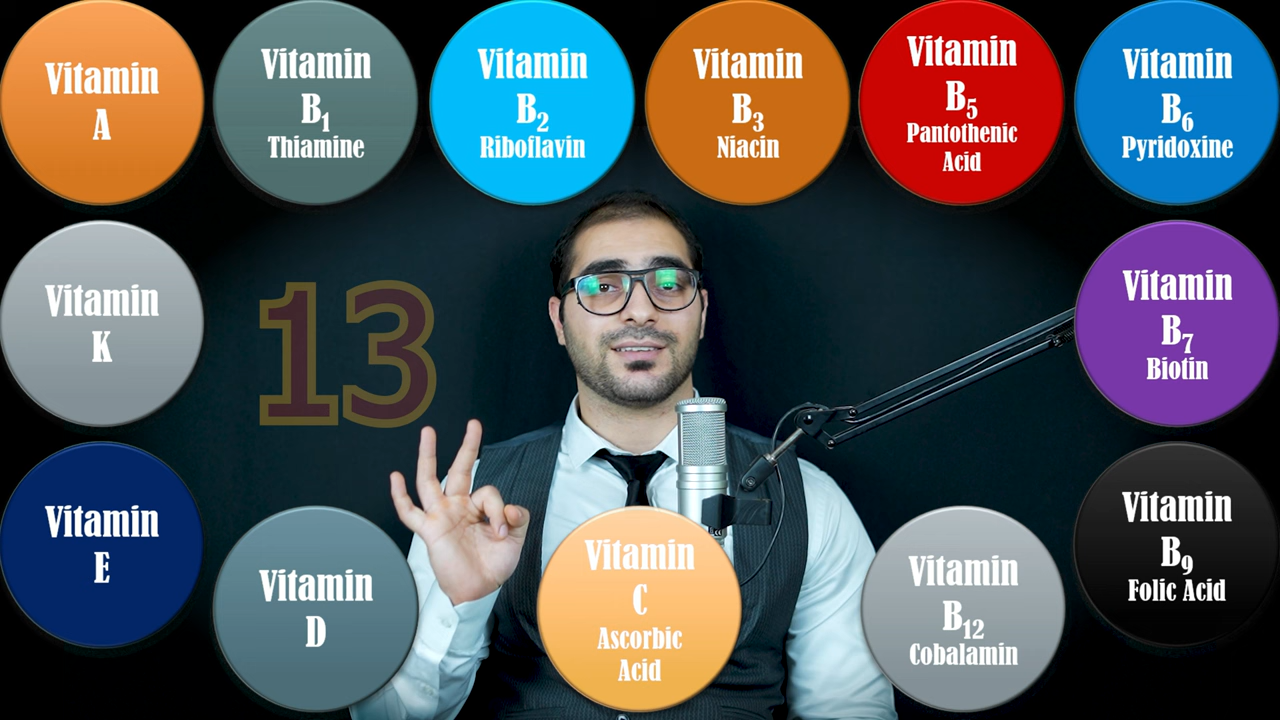 Vitamin
A
Vitamin
B₁
Thiamine
Vitamin
B₂
Riboflavin
Vitamin
B₃
Niacin
Vitamin
B₅
Pantothenic
Acid
Vitamin
B₆
Pyridoxine
Vitamin
K
13
Vitamin
B₇
Biotin
Vitamin
E
Vitamin
D
Vitamin
C
Ascorbic
Acid
Vitamin
B₁₂
Cobalamin
Vitamin
B₉
Folic Acid